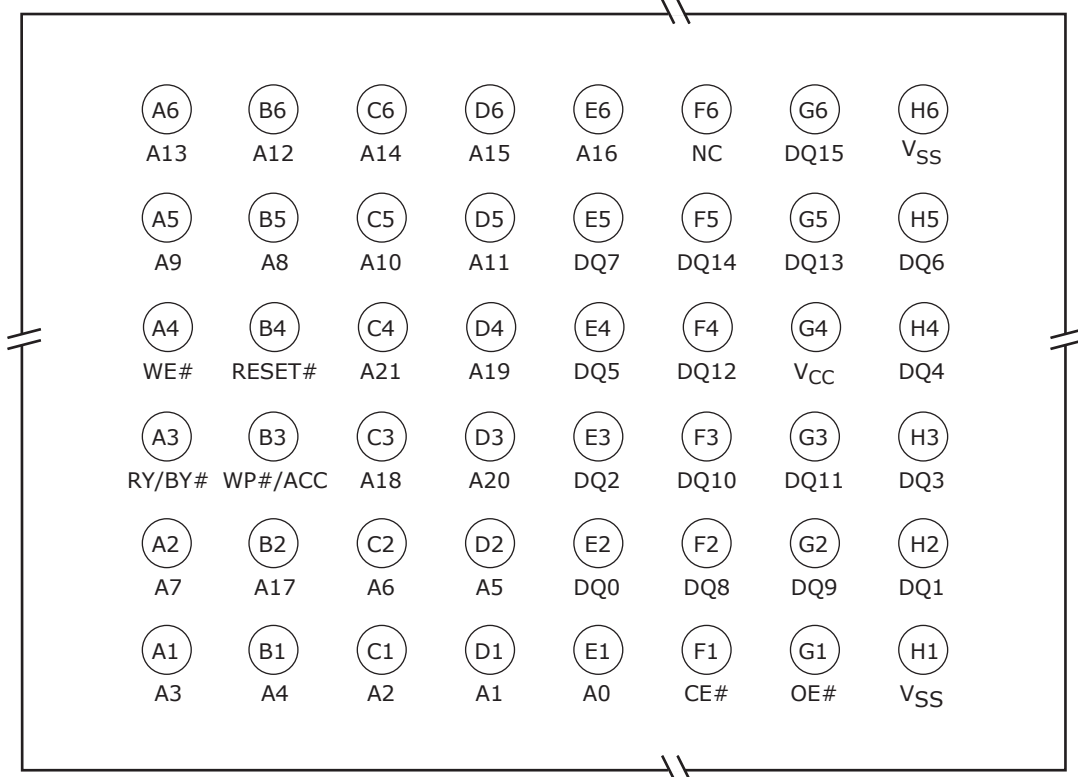 A6 B6 C6 D6 E6 F6 G6 H6
A13 A12 A14 A15 A16 NC DQ15 VSS
A5 B5 C5 D5 E5 F5 G5 H5
A9 A8 A10 A11 DQ7 DQ14 DQ13 DQ6
A4 B4 C4 D4 E4 F4 G4 H4
WE# RESET# A21 A19 DQ5 DQ12 VCC DQ4
A3 B3 C3 D3 E3 F3 G3 H3
RY/BY# WP#/ACC A18 A20 DQ2 DQ10 DQ11 DQ3
A2 B2 C2 D2 E2 F2 G2 H2
A7 A17 A6 A5 DQ0 DQ8 DQ9 DQ1
A1 B1 C1 D1 E1 F1 G1 H1
A3 A4 A2 A1 A0 CE# OE# VSS